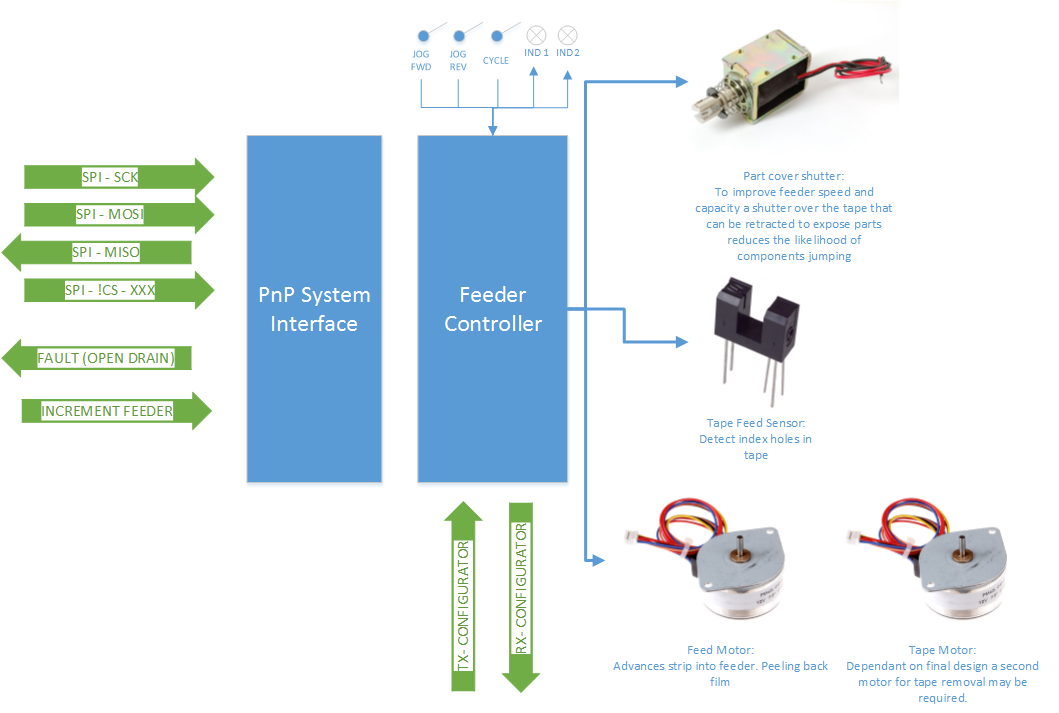 JOG
FWD
JOG
REV
CYCLE
IND 1
IND 2
SPI - SCK
SPI - MOSI
SPI - MISO
SPI - !CS - XXX
FAULT (OPEN DRAIN)
INCREMENT FEEDER
PnP System
Interface
Feeder
Controller
TX- CONFIGURATOR
RX- CONFIGURATOR
Part cover shutter:
To improve feeder speed and
capacity a shutter over the tape that
can be retracted to expose parts
reduces the likelihood of
components jumping
Tape Feed Sensor:
Detect index holes in
tape
Feed Motor:
Advances strip into feeder. Peeling back
film
Tape Motor:
Dependant on final design a second
motor for tape removal may be
required.